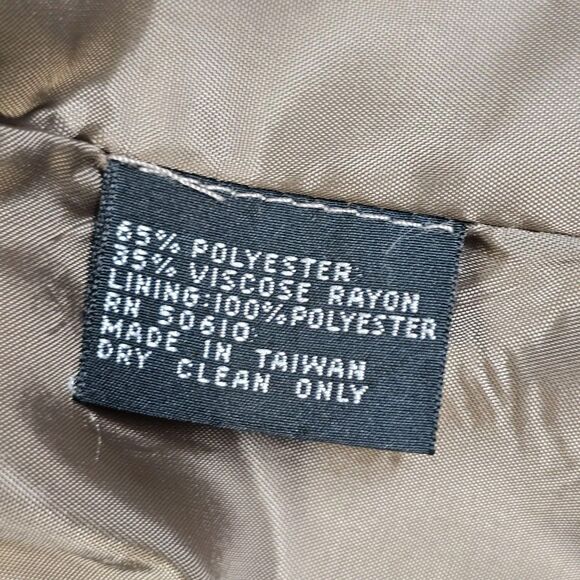 65% POLYESTER
35% VISCOSE RAYON
LINING:100%POLYESTER
RN 50610
MADE IN TAIWAN
DRY CLEAN ONLY